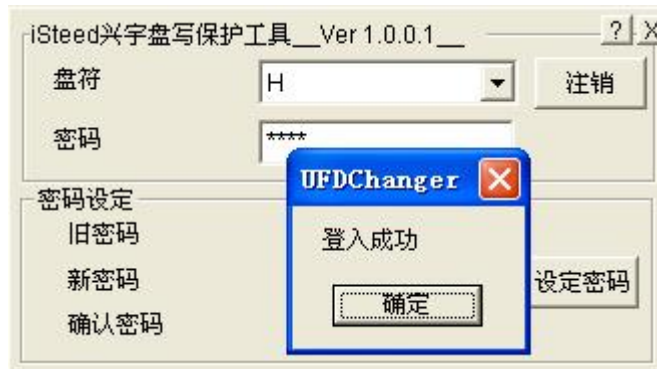 iSteed兴宇盘写保护工具__Ver 1.0.0.1__ ? X
盘符 H 注销
密码 ****
UFDChanger
密码设定
旧密码 登入成功
新密码 确定 设定密码
确认密码